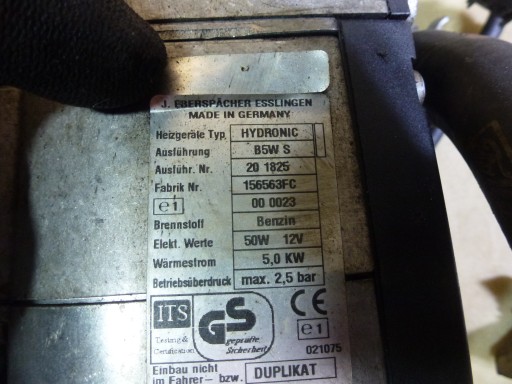 J. EBERSPÄCHER ESSLINGEN
MADE IN GERMANY
Heizgeräte Typ HYDRONIC
Ausführung B5W S
Ausführ. Nr. 20 1825
Fabrik Nr. 156563FC
e1 00 0023
Brennstoff Benzin
Elekt. Werte 50W 12V
Wärmestrom 5,0 KW
Betriebsüberdruck max. 2,5 bar
ITS GS CE
Testing & geprüfte e1
Certification Sicherheit 021075
Einbau nicht
im Fahrer- bzw. DUPLIKAT